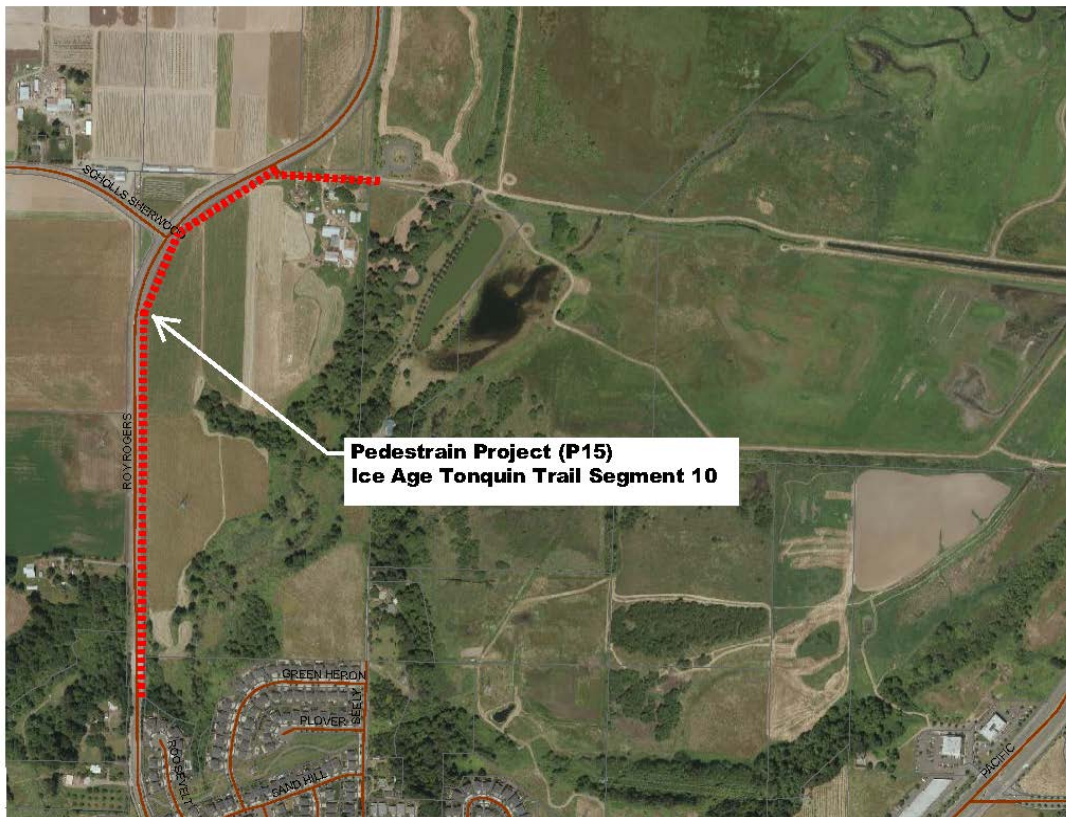 SCHOLLS SHERWOOD
ROY ROGERS
Pedestrain Project (P15)
Ice Age Tonquin Trail Segment 10
GREEN HERON
PLOVER
SEELY
ROOSEVELT
SAND HILL
PACIFIC